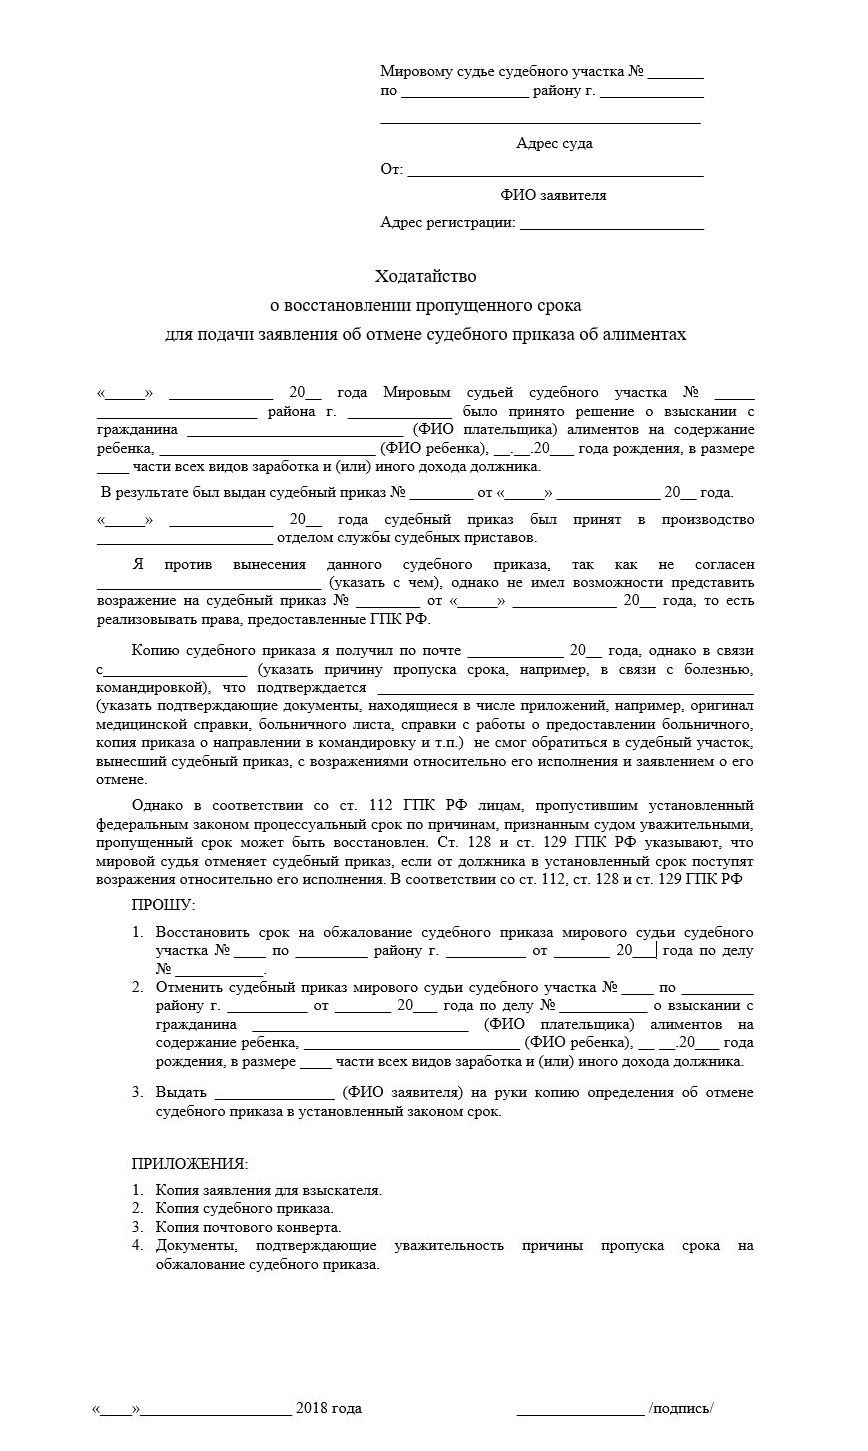 Мировому судье судебного участка № _______
по ________________ району г. _____________
________________________________________
Адрес суда
От: _____________________________________
ФИО заявителя
Адрес регистрации: _______________________
Ходатайство
о восстановлении пропущенного срока
для подачи заявления об отмене судебного приказа об алиментах
«_____» _____________ 20__ года Мировым судьей судебного участка № _____
____________________ района г. _____________ было принято решение о взыскании с
гражданина ___________________________ (ФИО плательщика) алиментов на содержание
ребенка, ___________________________ (ФИО ребенка), __.__.20___ года рождения, в размере
____ части всех видов заработка и (или) иного дохода должника.
В результате был выдан судебный приказ № ________ от «_____» _____________ 20__ года.
«_____» _____________ 20__ года судебный приказ был принят в производство
______________________ отделом службы судебных приставов.
Я против вынесения данного судебного приказа, так как не согласен
____________________________ (указать с чем), однако не имел возможности представить
возражение на судебный приказ № ________ от «_____» _____________ 20__ года, то есть
реализовывать права, предоставленные ГПК РФ.
Копию судебного приказа я получил по почте ____________ 20__ года, однако в связи
с__________________ (указать причину пропуска срока, например, в связи с болезнью,
командировкой), что подтверждается _______________________________________________
(указать подтверждающие документы, находящиеся в числе приложений, например, оригинал
медицинской справки, больничного листа, справки с работы о предоставлении больничного,
копия приказа о направлении в командировку и т.п.) не смог обратиться в судебный участок,
вынесший судебный приказ, с возражениями относительно его исполнения и заявлением о его
отмене.
Однако в соответствии со ст. 112 ГПК РФ лицам, пропустившим установленный
федеральным законом процессуальный срок по причинам, признанным судом уважительными,
пропущенный срок может быть восстановлен. Ст. 128 и ст. 129 ГПК РФ указывают, что
мировой судья отменяет судебный приказ, если от должника в установленный срок поступят
возражения относительно его исполнения. В соответствии со ст. 112, ст. 128 и ст. 129 ГПК РФ
ПРОШУ:
1. Восстановить срок на обжалование судебного приказа мирового судьи судебного
участка № ____ по _________ району г. __________ от _______ 20___ года по делу
№ ___________.
2. Отменить судебный приказ мирового судьи судебного участка № ____ по _________
району г. __________ от _______ 20___ года по делу № ___________ о взыскании с
гражданина ___________________________ (ФИО плательщика) алиментов на
содержание ребенка, ___________________________ (ФИО ребенка), __ __.20___ года
рождения, в размере ____ части всех видов заработка и (или) иного дохода должника.
3. Выдать _______________ (ФИО заявителя) на руки копию определения об отмене
судебного приказа в установленный законом срок.
ПРИЛОЖЕНИЯ:
1. Копия заявления для взыскателя.
2. Копия судебного приказа.
3. Копия почтового конверта.
4. Документы, подтверждающие уважительность причины пропуска срока на
обжалование судебного приказа.
«____»___________________ 2018 года ________________ /подпись/